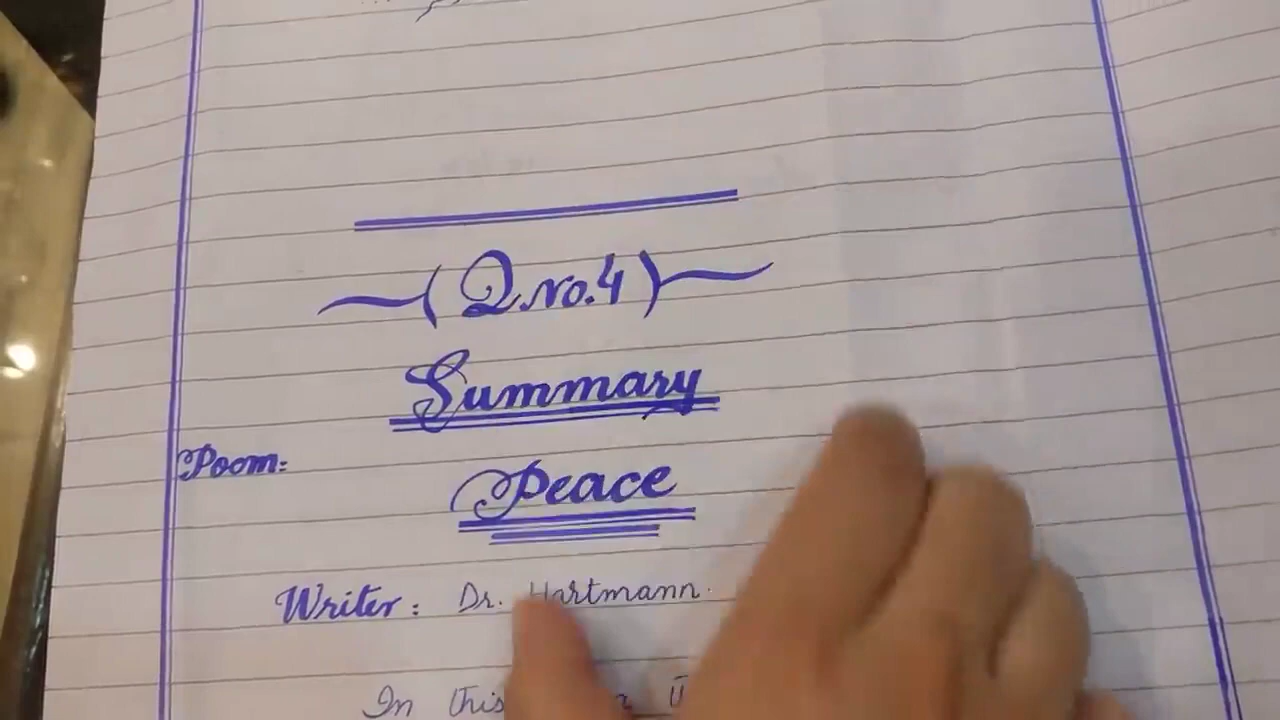 (Q.No.4)
Summary
Poem:
Peace
Writer: Dr. Hartmann.
In this